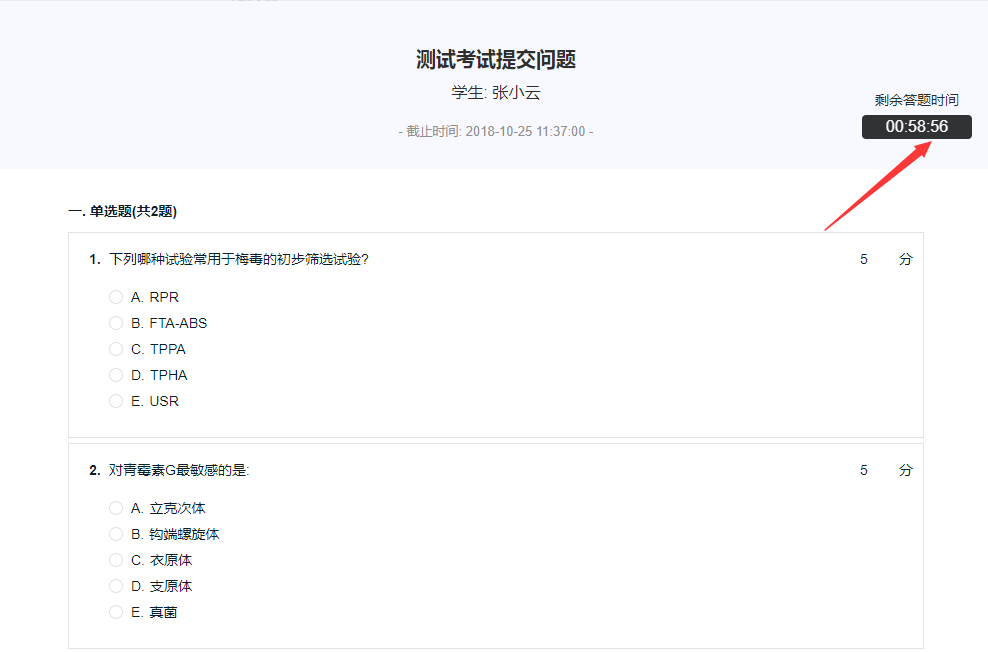 测试考试提交问题
学生: 张小云
剩余答题时间
- 截止时间: 2018-10-25 11:37:00 -
00:58:56
一. 单选题(共2题)
1. 下列哪种试验常用于梅毒的初步筛选试验? 5 分
A. RPR
B. FTA-ABS
C. TPPA
D. TPHA
E. USR
2. 对青霉素G最敏感的是: 5 分
A. 立克次体
B. 钩端螺旋体
C. 衣原体
D. 支原体
E. 真菌